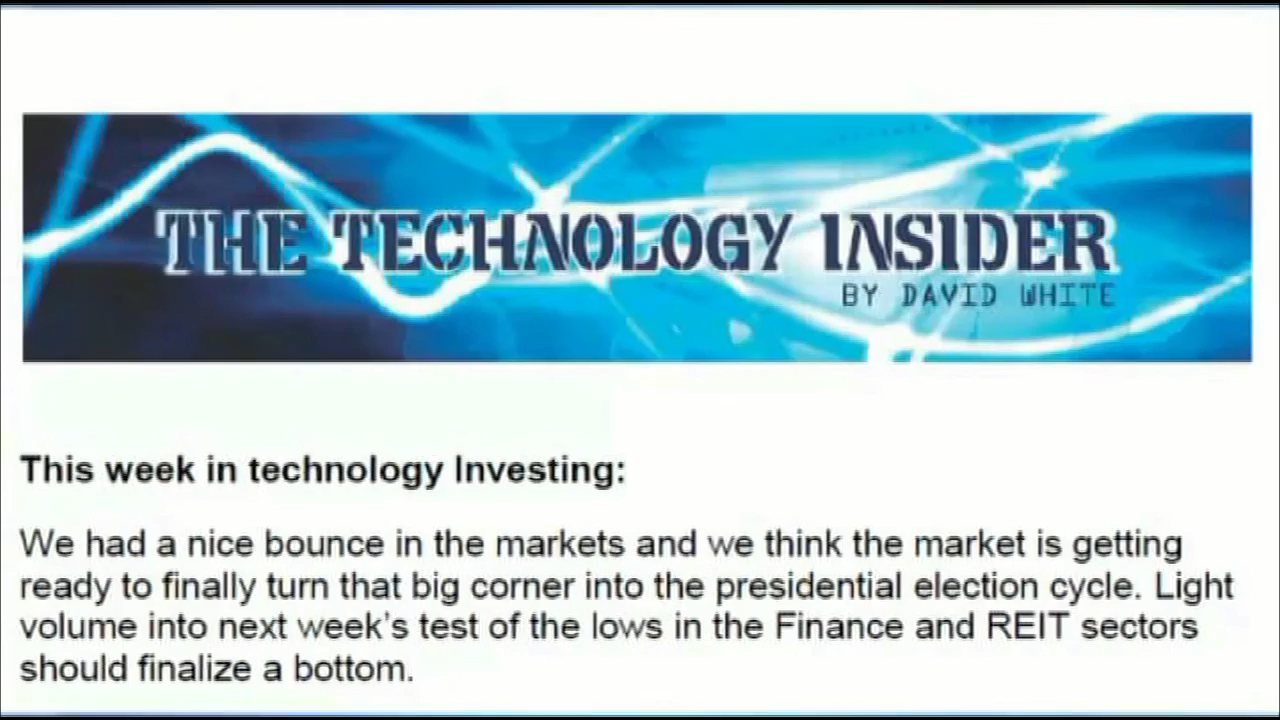 THE TECHNOLOGY INSIDER
BY DAVID WHITE
This week in technology Investing:
We had a nice bounce in the markets and we think the market is getting
ready to finally turn that big corner into the presidential election cycle. Light
volume into next week's test of the lows in the Finance and REIT sectors
should finalize a bottom.